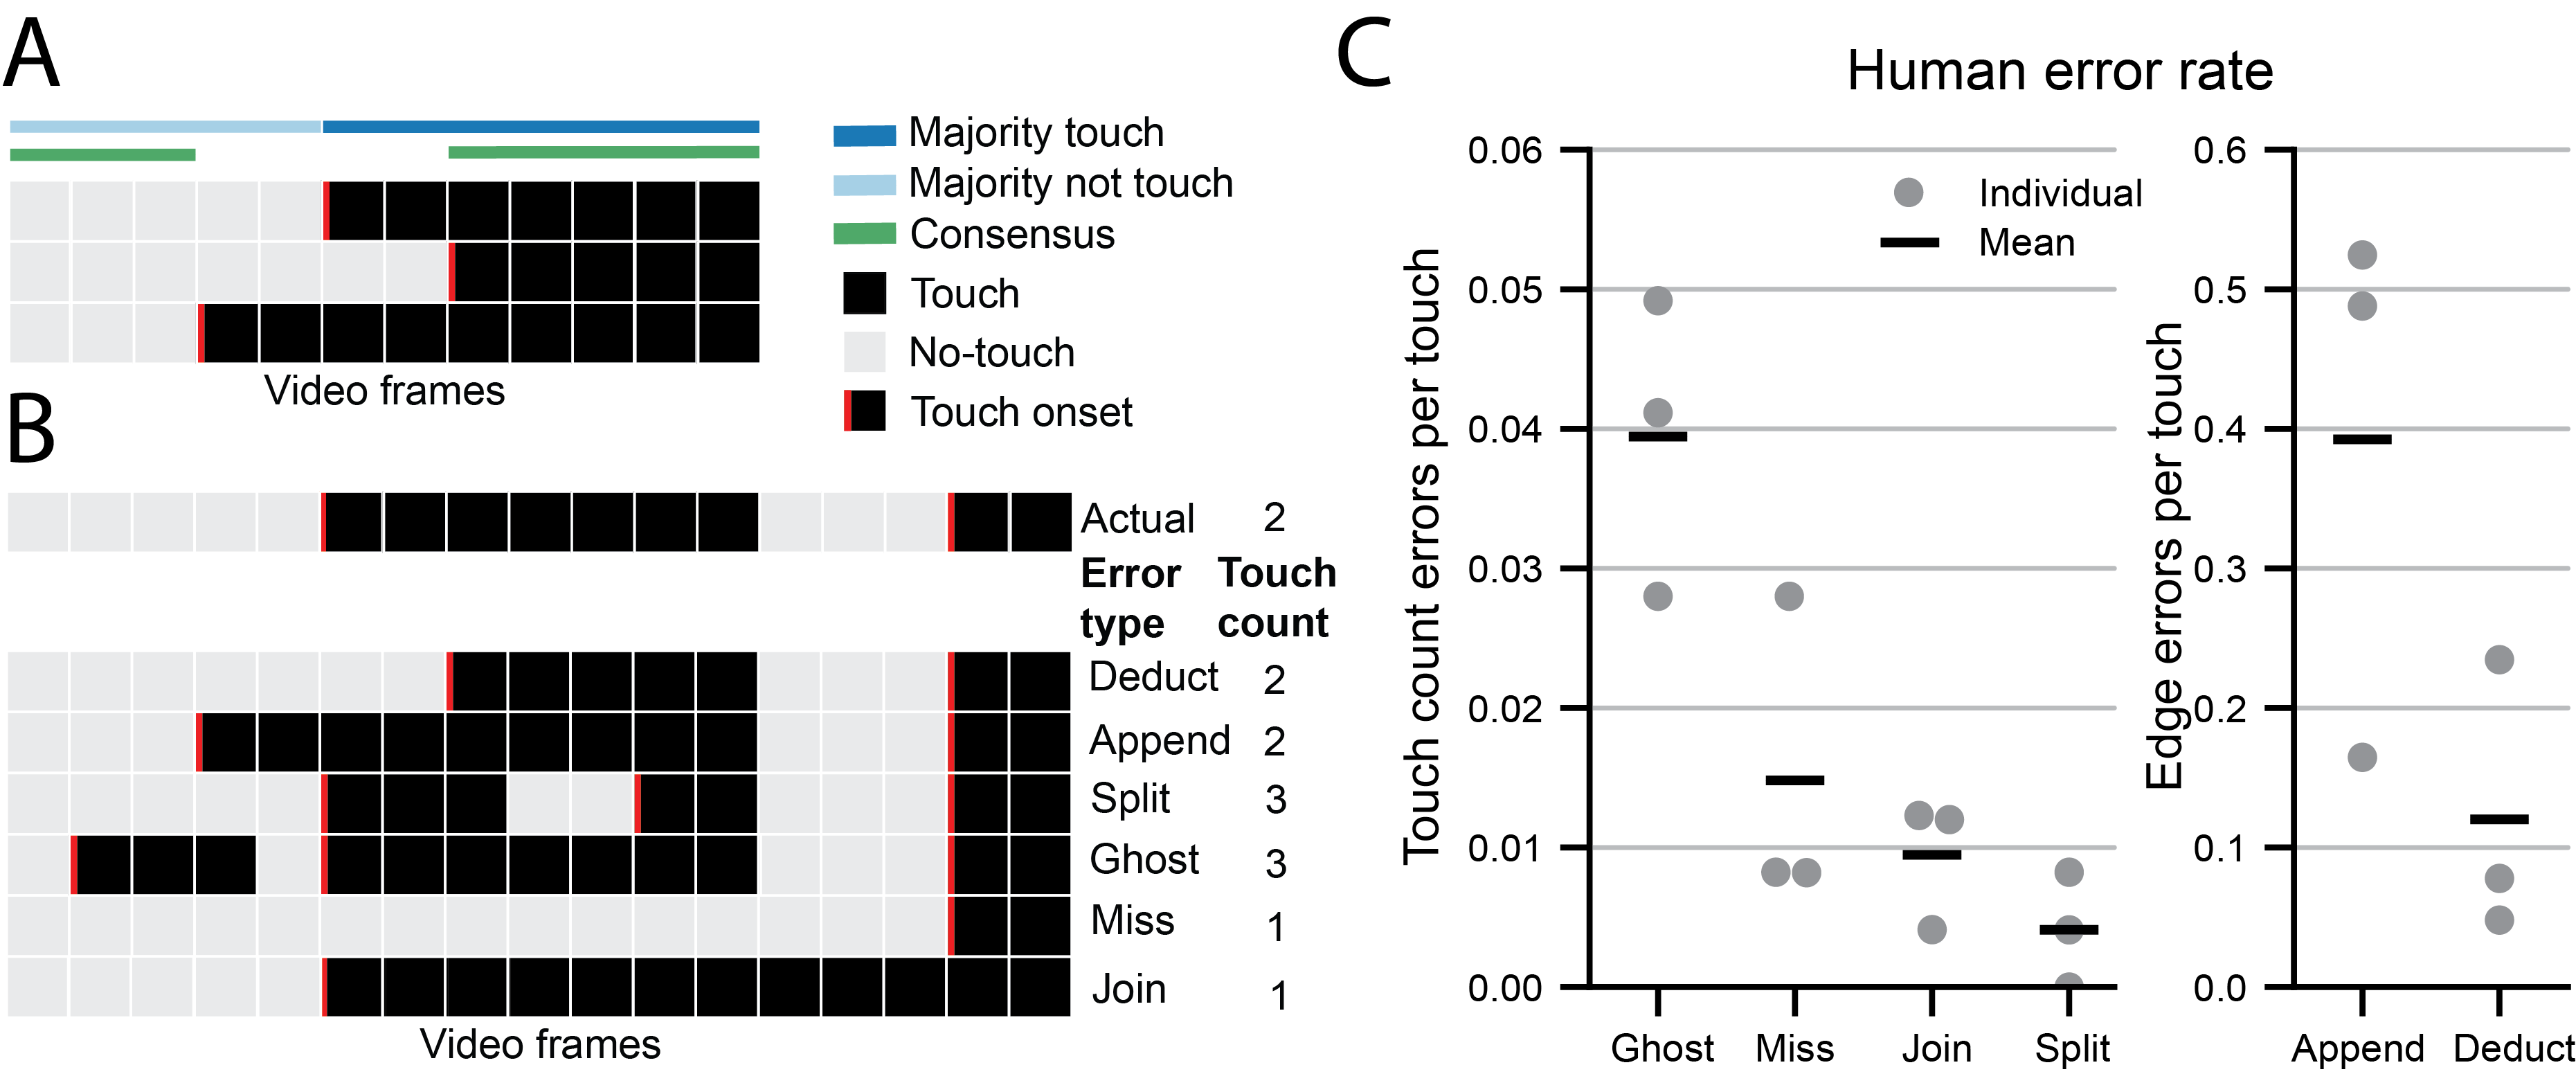 A
Majority touch
Majority not touch
Consensus
Touch
No-touch
Touch onset
Video frames
B
Actual 2
Error type Touch count
Deduct 2
Append 2
Split 3
Ghost 3
Miss 1
Join 1
Video frames
C
Human error rate
Individual
Mean
Touch count errors per touch
0.06
0.05
0.04
0.03
0.02
0.01
0.00
Ghost Miss Join Split
Edge errors per touch
0.6
0.5
0.4
0.3
0.2
0.1
0.0
Append Deduct